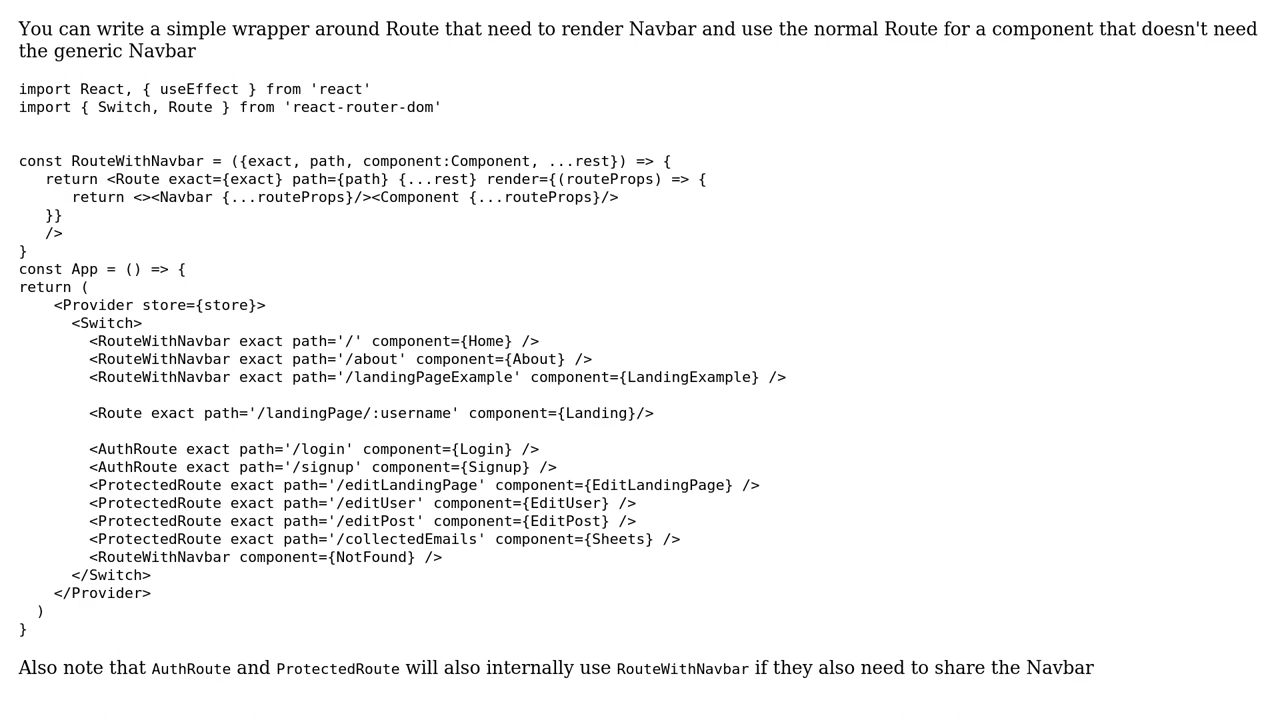 You can write a simple wrapper around Route that need to render Navbar and use the normal Route for a component that doesn't need
the generic Navbar
import React, { useEffect } from 'react'
import { Switch, Route } from 'react-router-dom'
const RouteWithNavbar = ({exact, path, component:Component, ...rest}) => {
   return <Route exact={exact} path={path} {...rest} render={(routeProps) => {
      return <><Navbar {...routeProps}/><Component {...routeProps}/>
   }}
   />
}
const App = () => {
return (
    <Provider store={store}>
      <Switch>
        <RouteWithNavbar exact path='/' component={Home} />
        <RouteWithNavbar exact path='/about' component={About} />
        <RouteWithNavbar exact path='/landingPageExample' component={LandingExample} />
        <Route exact path='/landingPage/:username' component={Landing}/>
        <AuthRoute exact path='/login' component={Login} />
        <AuthRoute exact path='/signup' component={Signup} />
        <ProtectedRoute exact path='/editLandingPage' component={EditLandingPage} />
        <ProtectedRoute exact path='/editUser' component={EditUser} />
        <ProtectedRoute exact path='/editPost' component={EditPost} />
        <ProtectedRoute exact path='/collectedEmails' component={Sheets} />
        <RouteWithNavbar component={NotFound} />
      </Switch>
    </Provider>
  )
}
Also note that AuthRoute and ProtectedRoute will also internally use RouteWithNavbar if they also need to share the Navbar